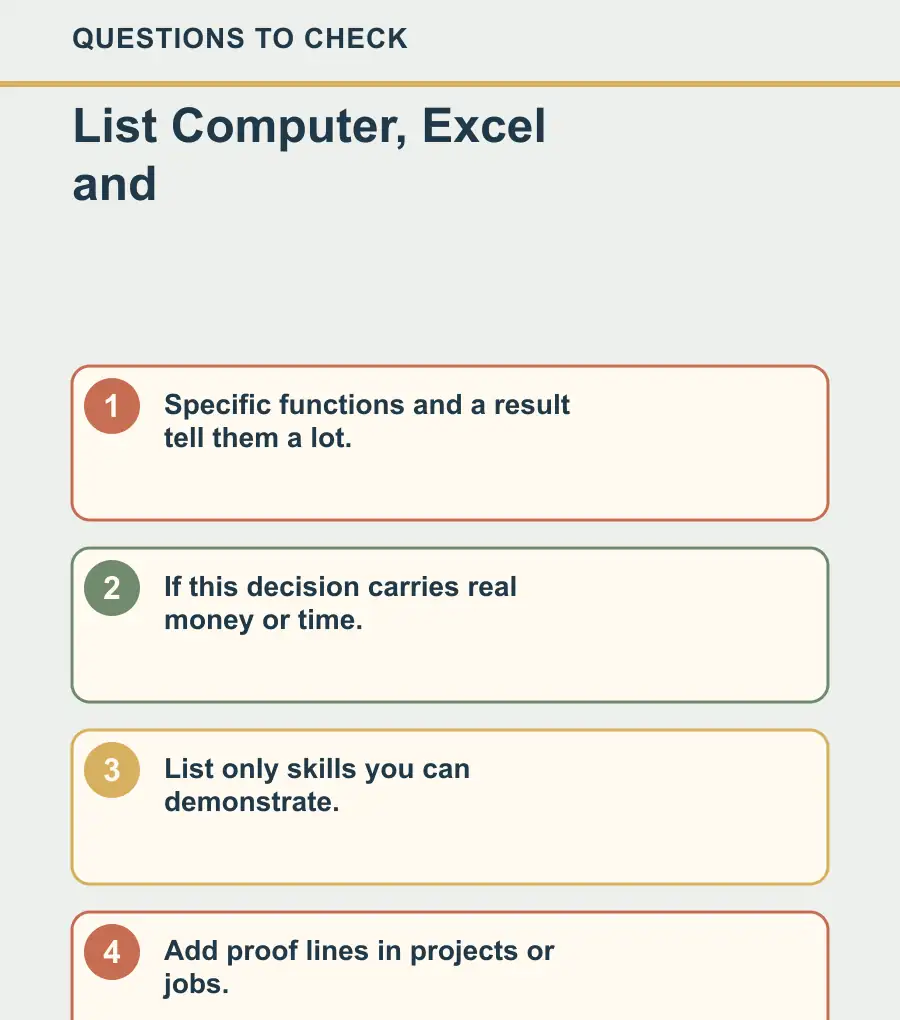 QUESTIONS TO CHECK
List Computer, Excel
and
1
Specific functions and a result
tell them a lot.
2
If this decision carries real
money or time.
3
List only skills you can
demonstrate.
4
Add proof lines in projects or
jobs.